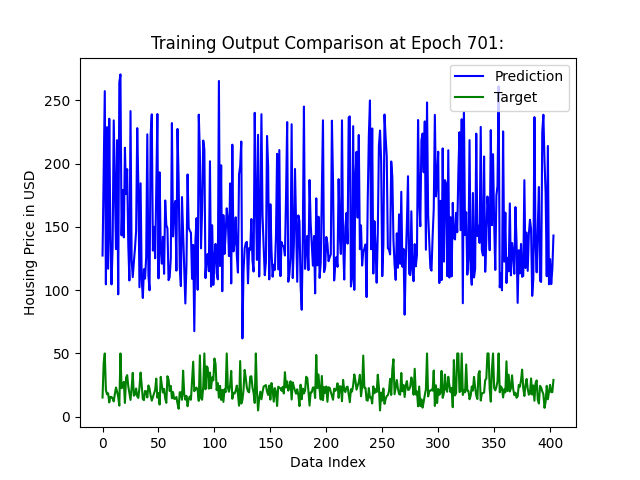 Training Output Comparison at Epoch 701:
Prediction
Target
Housing Price in USD
250
200
150
100
50
0
0 50 100 150 200 250 300 350 400
Data Index